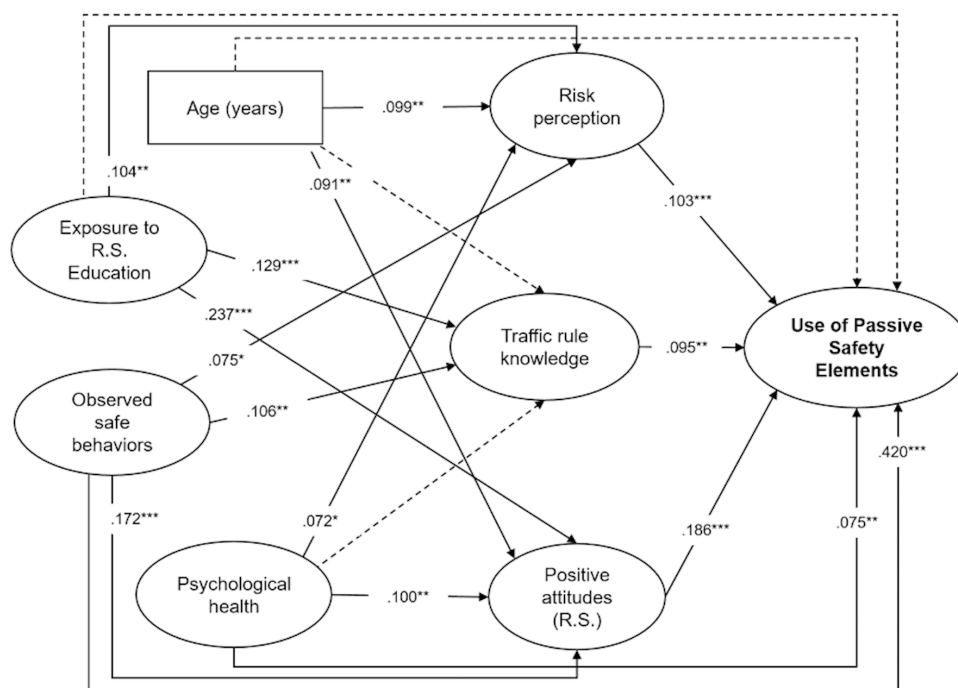 Age (years)
.099**
Risk
perception
.104**
.091**
.103***
Exposure to
R.S.
Education
.129***
.237***
Traffic rule
knowledge
.095**
Use of Passive
Safety
Elements
.075*
Observed
safe
behaviors
.106**
.420***
.172***
.072*
.186***
.075**
Psychological
health
.100**
Positive
attitudes
(R.S.)